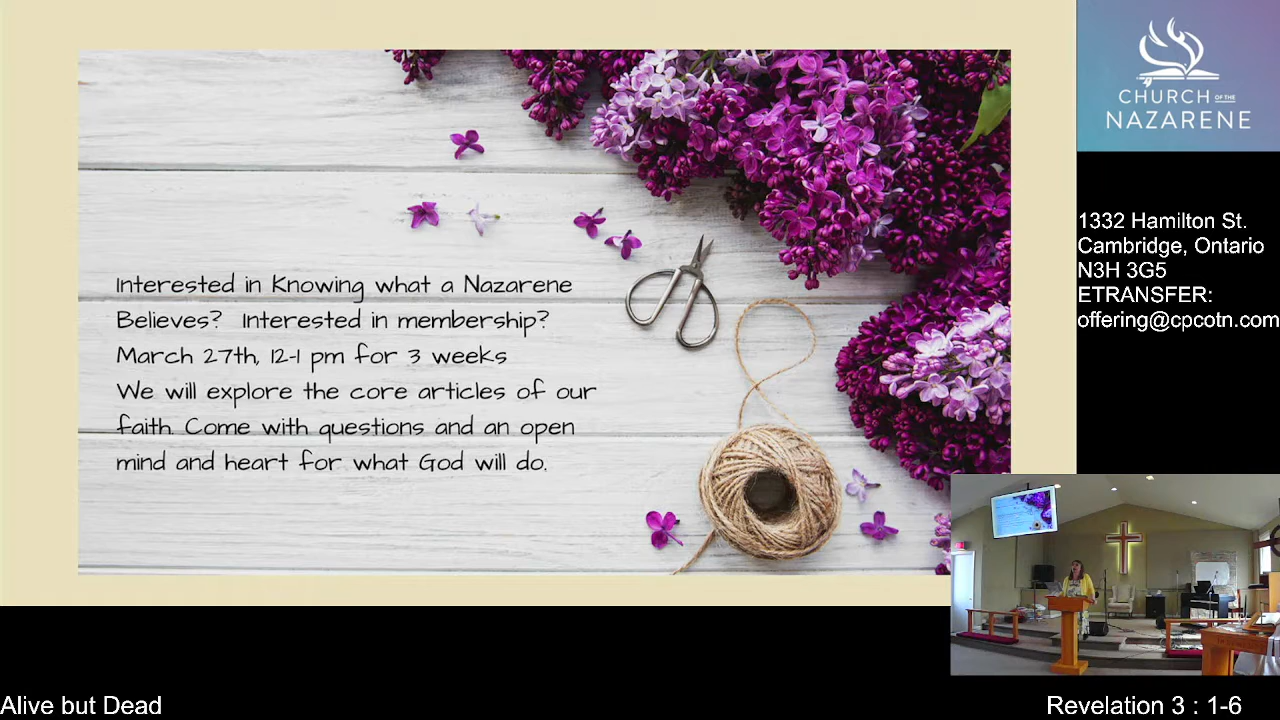 Interested in Knowing what a Nazarene
Believes? Interested in membership?
March 27th, 12-1 pm for 3 weeks
We will explore the core articles of our
faith. Come with questions and an open
mind and heart for what God will do.
CHURCH OF THE
NAZARENE
1332 Hamilton St.
Cambridge, Ontario
N3H 3G5
ETRANSFER:
offering@cpcotn.com
Alive but Dead
Revelation 3 : 1-6